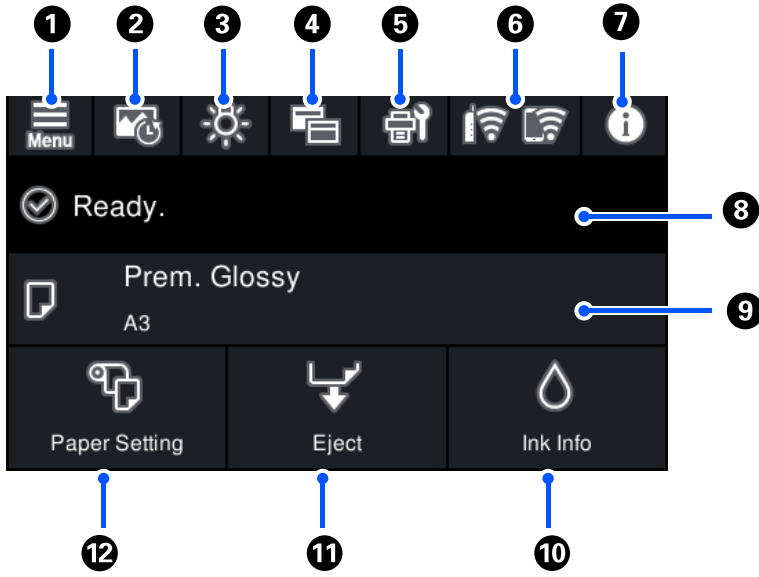 1 2 3 4 5 6 7
Menu
Ready.
8
Prem. Glossy
A3
9
Paper Setting Eject Ink Info
12 11 10